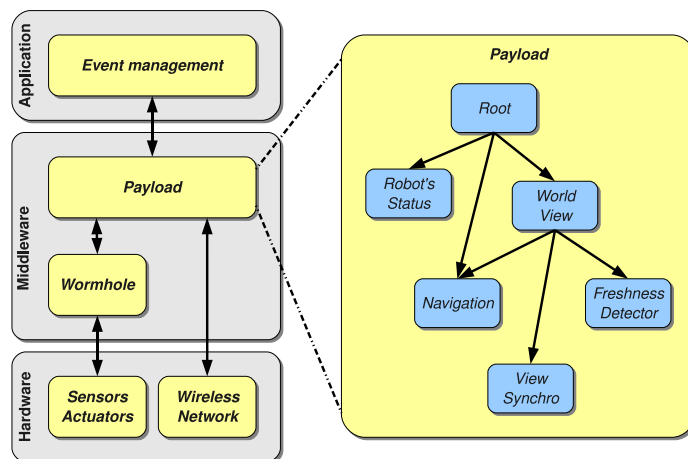 Application
Event management
Middleware
Payload
Wormhole
Hardware
Sensors
Actuators
Wireless
Network
Payload
Root
Robot's
Status
World
View
Navigation
Freshness
Detector
View
Synchro